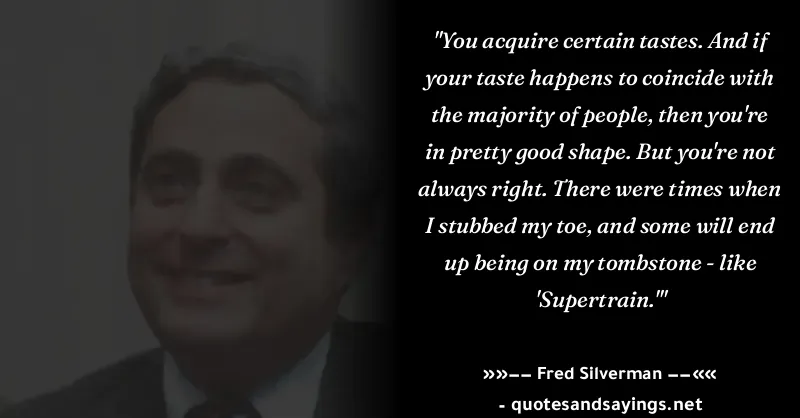 "You acquire certain tastes. And if
your taste happens to coincide with
the majority of people, then you're
in pretty good shape. But you're not
always right. There were times when
I stubbed my toe, and some will end
up being on my tombstone - like
'Supertrain.'"
»»−− Fred Silverman −−««
- quotesandsayings.net